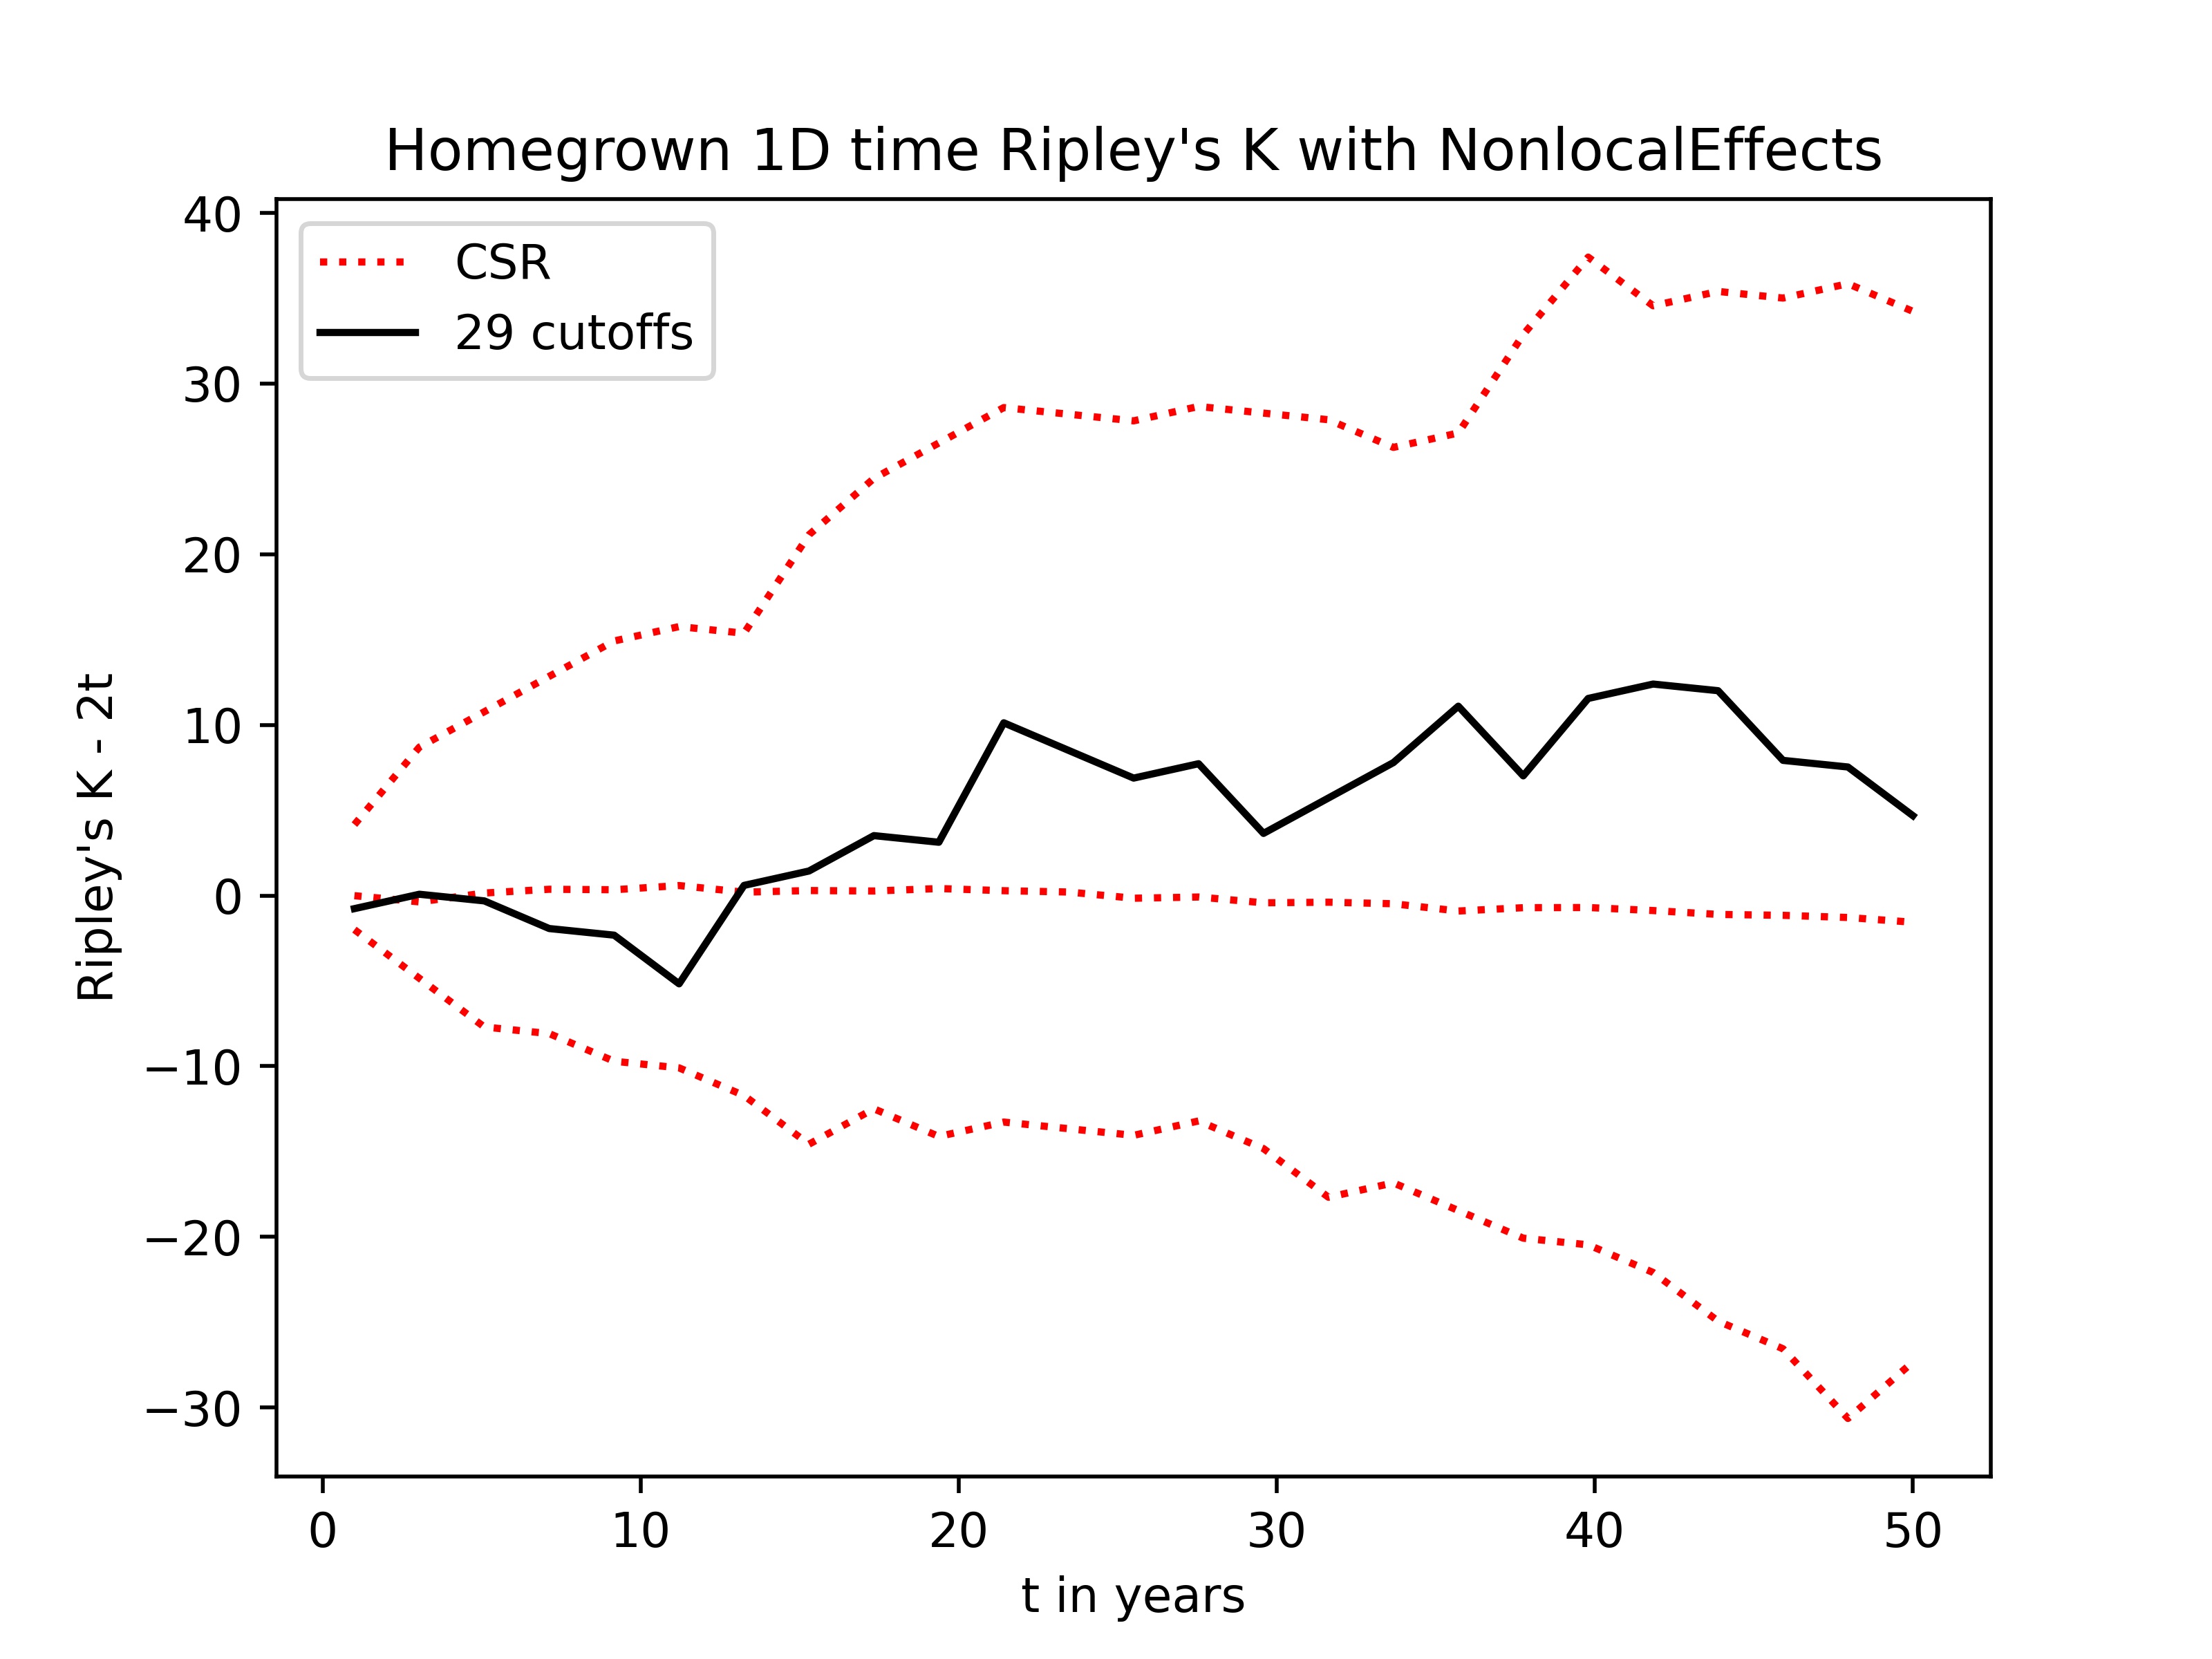 Homegrown 1D time Ripley's K with NonlocalEffects
CSR
29 cutoffs
40
30
20
10
0
−10
−20
−30
Ripley's K - 2t
0 10 20 30 40 50
t in years